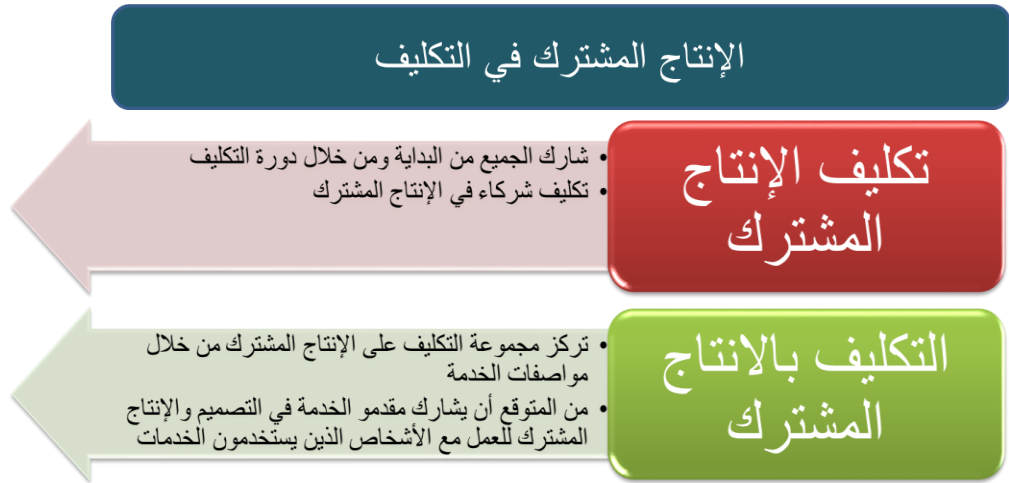 الإنتاج المشترك في التكليف
تكليف الإنتاج
المشترك
• شارك الجميع من البداية ومن خلال دورة التكليف
• تكليف شركاء في الإنتاج المشترك
التكليف بالانتاج
المشترك
• تركز مجموعة التكليف على الإنتاج المشترك من خلال
مواصفات الخدمة
• من المتوقع أن يشارك مقدمو الخدمة في التصميم والإنتاج
المشترك للعمل مع الأشخاص الذين يستخدمون الخدمات